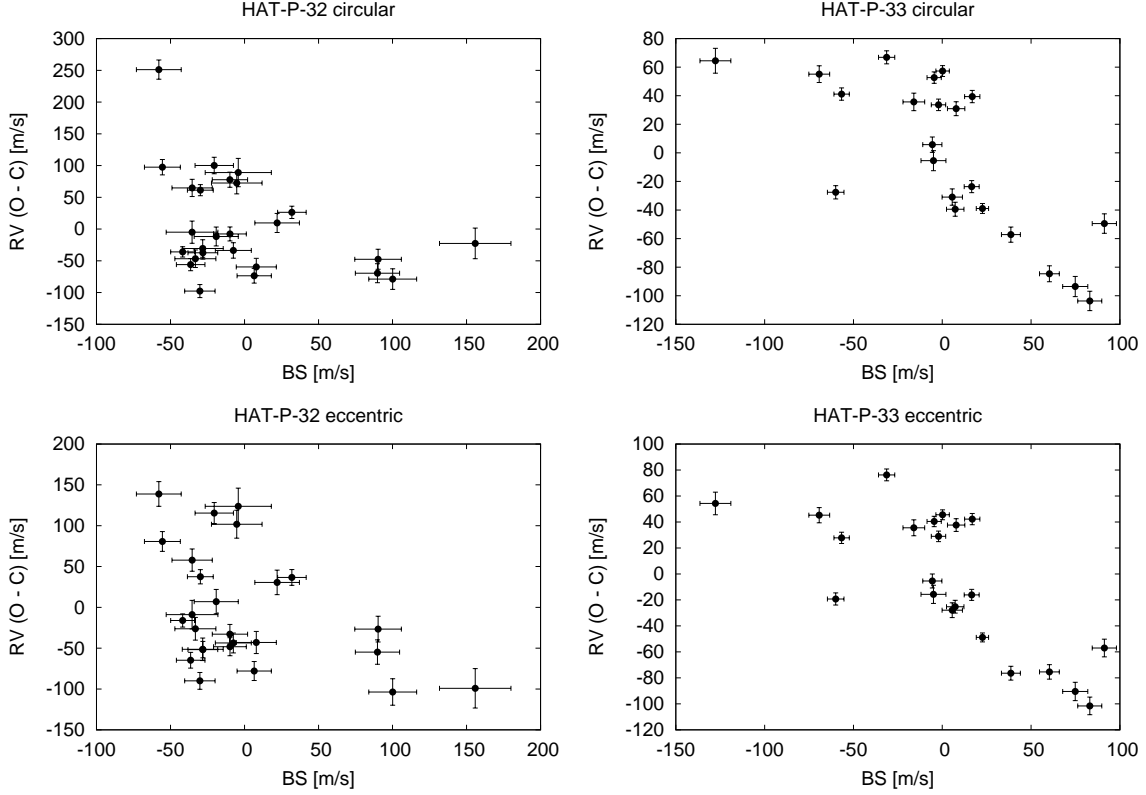 HAT-P-32 circular
RV (O - C) [m/s]
300
250
200
150
100
50
0
-50
-100
-150
-100 -50 0 50 100 150 200
BS [m/s]
HAT-P-33 circular
RV (O - C) [m/s]
80
60
40
20
0
-20
-40
-60
-80
-100
-120
-150 -100 -50 0 50 100
BS [m/s]
HAT-P-32 eccentric
RV (O - C) [m/s]
200
150
100
50
0
-50
-100
-150
-100 -50 0 50 100 150 200
BS [m/s]
HAT-P-33 eccentric
RV (O - C) [m/s]
100
80
60
40
20
0
-20
-40
-60
-80
-100
-120
-150 -100 -50 0 50 100
BS [m/s]